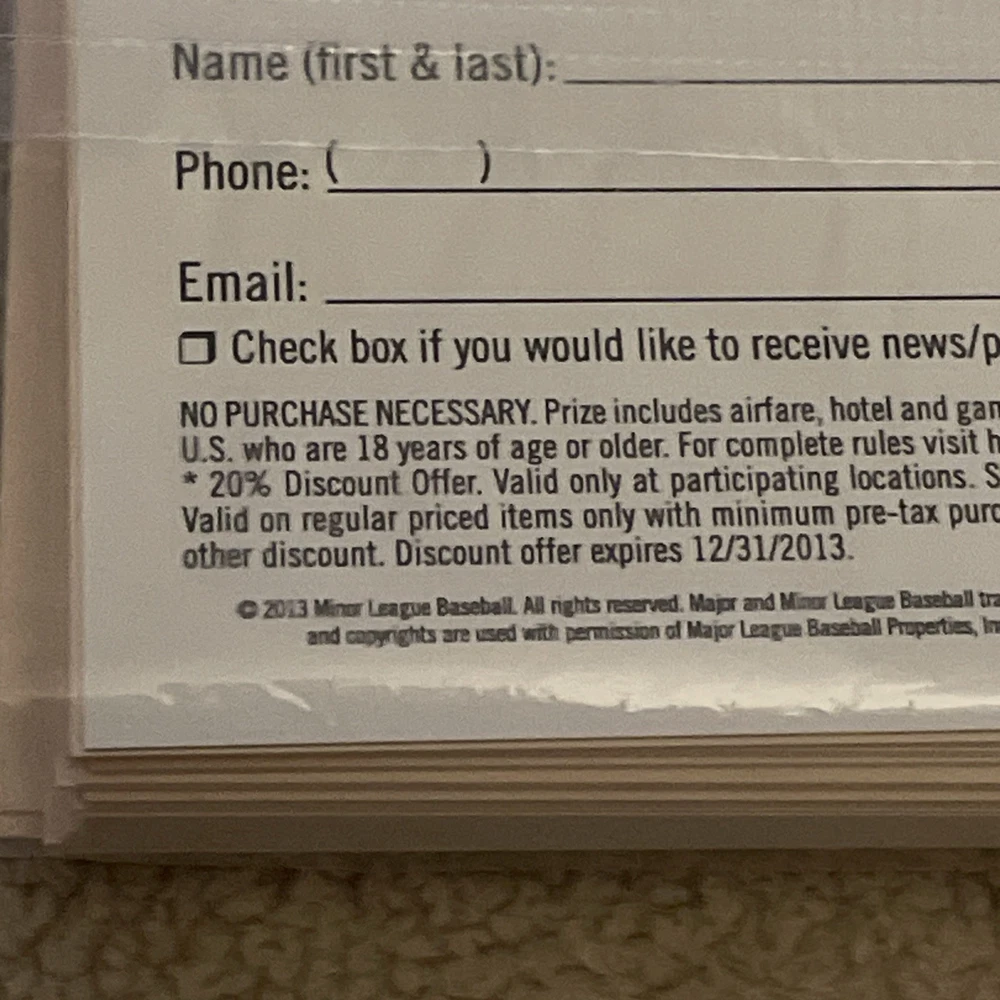 Name (first & last):
Phone: ( )
Email:
❒ Check box if you would like to receive news/p
NO PURCHASE NECESSARY. Prize includes airfare, hotel and gam
U.S. who are 18 years of age or older. For complete rules visit h
* 20% Discount Offer. Valid only at participating locations. S
Valid on regular priced items only with minimum pre-tax purc
other discount. Discount offer expires 12/31/2013.
© 2013 Minor League Baseball. All rights reserved. Major and Minor League Baseball tra
and copyrights are used with permission of Major League Baseball Properties, In